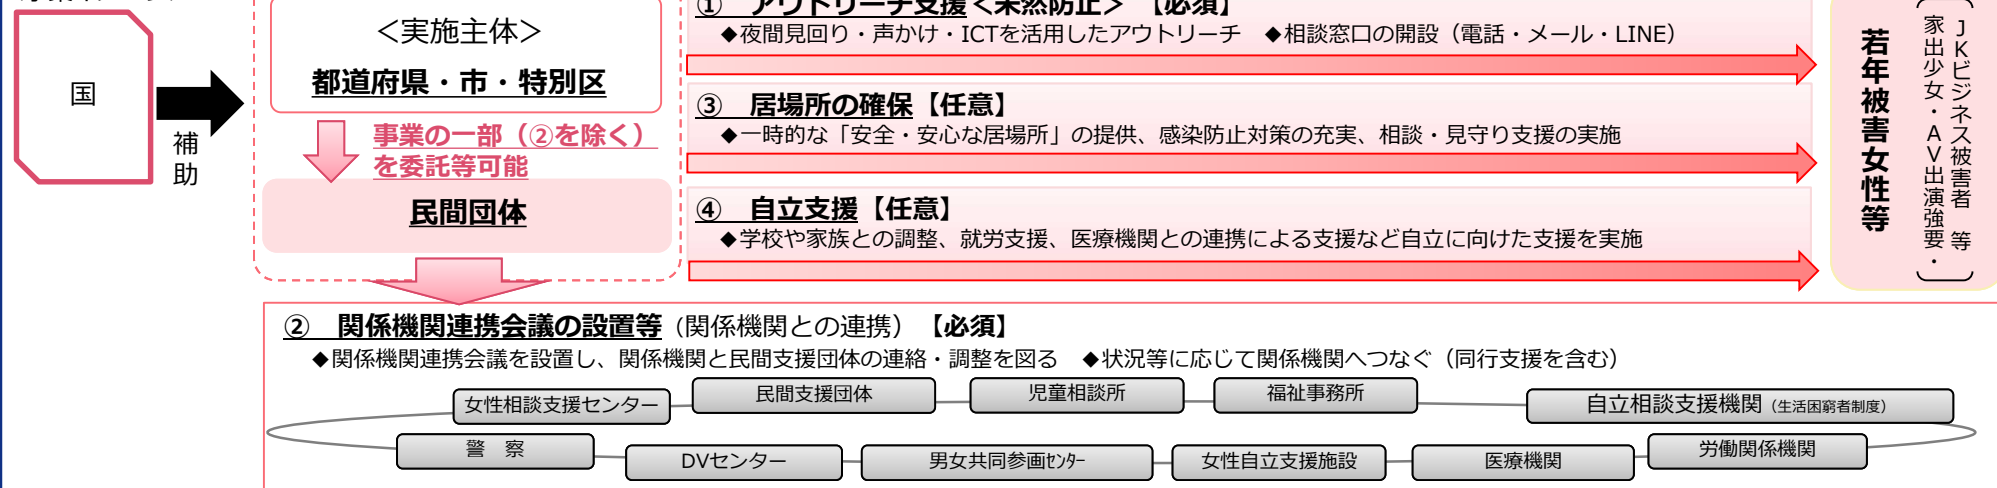 国
補助
<実施主体>
都道府県・市・特別区
事業の一部（②を除く）
を委託等可能
民間団体
① アウトリーチ支援<未然防止> 【必須】
◆夜間見回り・声かけ・ICTを活用したアウトリーチ ◆相談窓口の開設（電話・メール・LINE）
③ 居場所の確保【任意】
◆一時的な「安全・安心な居場所」の提供、感染防止対策の充実、相談・見守り支援の実施
④ 自立支援【任意】
◆学校や家族との調整、就労支援、医療機関との連携による支援など自立に向けた支援を実施
若年被害女性等
JKビジネス被害者 等
家出少女・AV出演強要・
② 関係機関連携会議の設置等（関係機関との連携）【必須】
◆関係機関連携会議を設置し、関係機関と民間支援団体の連絡・調整を図る ◆状況等に応じて関係機関へつなぐ（同行支援を含む）
女性相談支援センター
民間支援団体
児童相談所
福祉事務所
自立相談支援機関（生活困窮者制度）
警 察
DVセンター
男女共同参画ｾﾝﾀｰ
女性自立支援施設
医療機関
労働関係機関